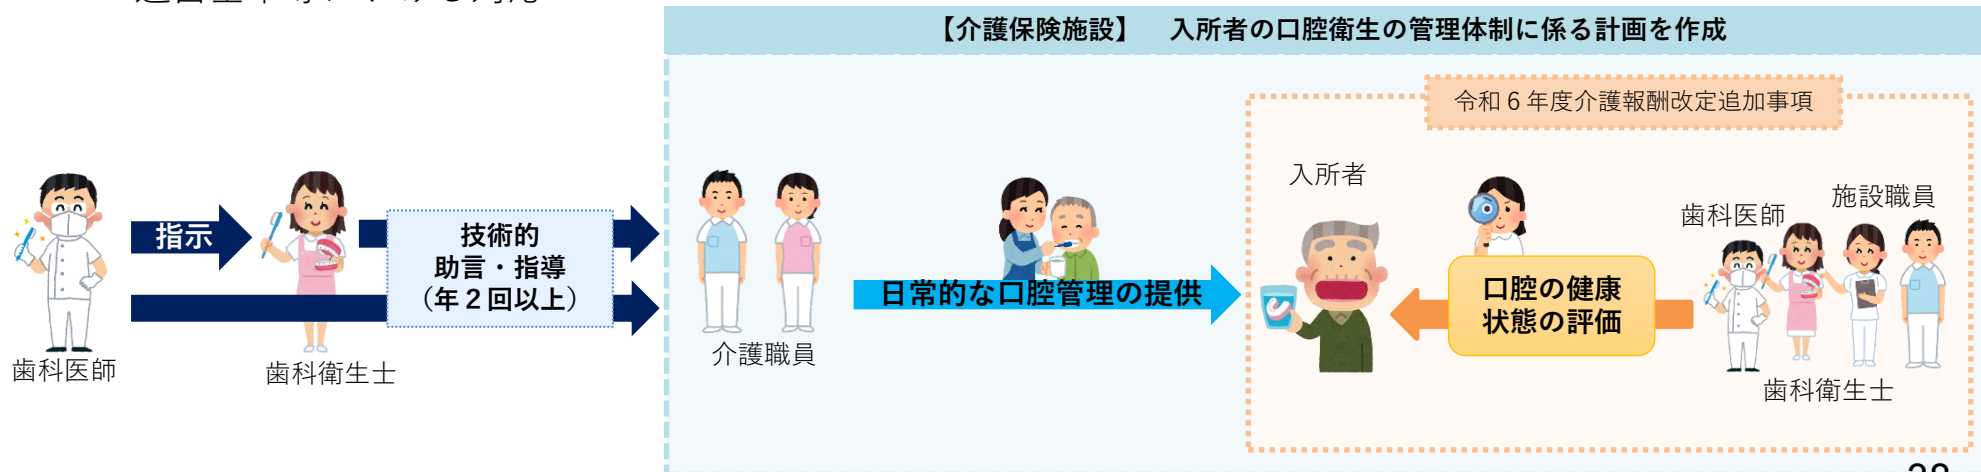 【介護保険施設】 入所者の口腔衛生の管理体制に係る計画を作成
令和６年度介護報酬改定追加事項
指示
技術的
助言・指導
（年２回以上）
歯科医師
歯科衛生士
介護職員
日常的な口腔管理の提供
入所者
口腔の健康
状態の評価
歯科医師
施設職員
歯科衛生士